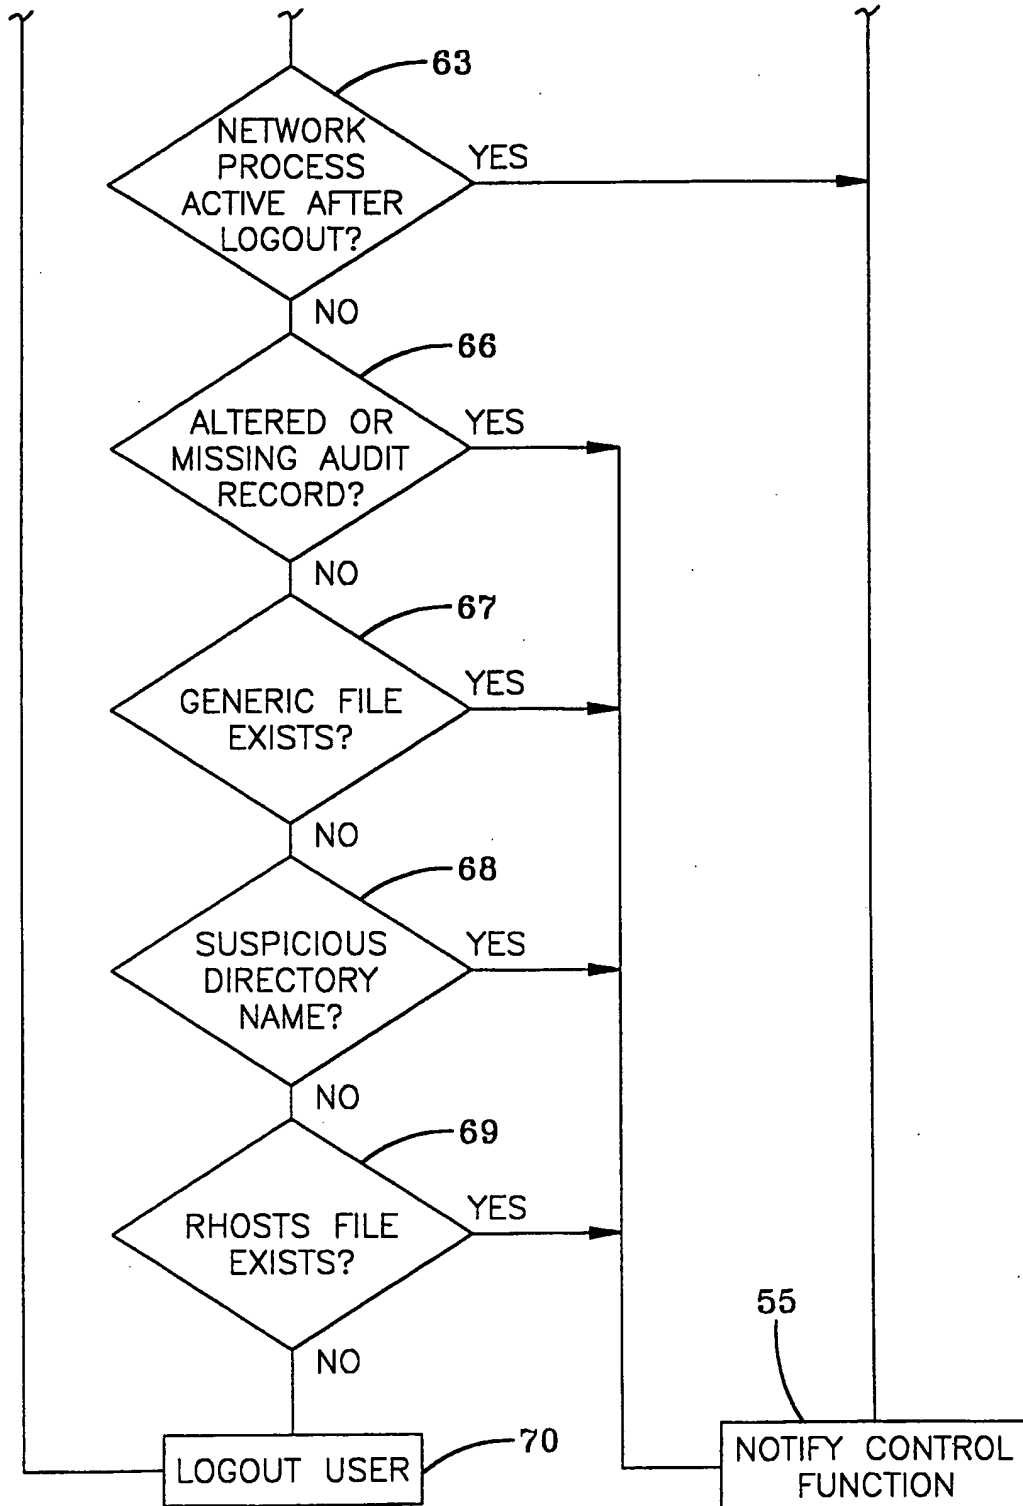 63
NETWORK
PROCESS
ACTIVE AFTER
LOGOUT?
YES
NO
66
ALTERED OR
MISSING AUDIT
RECORD?
YES
NO
67
GENERIC FILE
EXISTS?
YES
NO
68
SUSPICIOUS
DIRECTORY
NAME?
YES
NO
69
RHOSTS FILE
EXISTS?
YES
NO
55
70
LOGOUT USER
NOTIFY CONTROL
FUNCTION